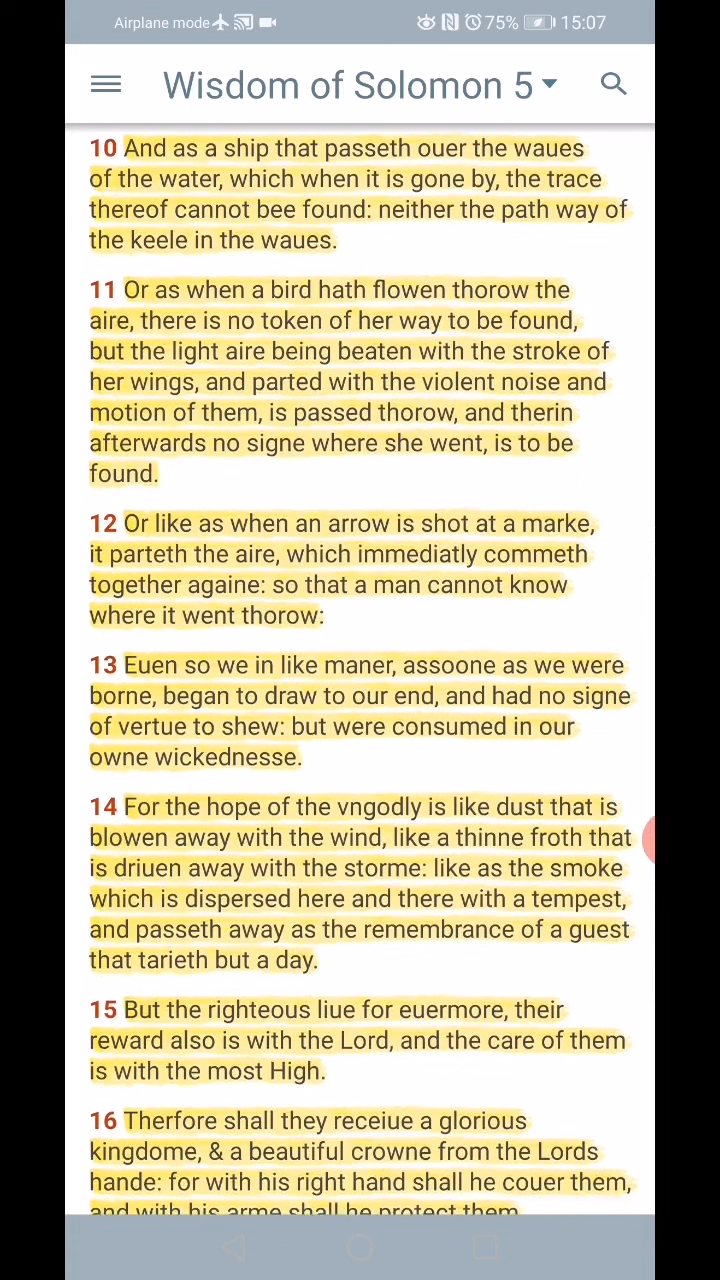 Airplane mode 75% 15:07
Wisdom of Solomon 5
10 And as a ship that passeth ouer the waues
of the water, which when it is gone by, the trace
thereof cannot bee found: neither the path way of
the keele in the waues.
11 Or as when a bird hath flowen thorow the
aire, there is no token of her way to be found,
but the light aire being beaten with the stroke of
her wings, and parted with the violent noise and
motion of them, is passed thorow, and therin
afterwards no signe where she went, is to be
found.
12 Or like as when an arrow is shot at a marke,
it parteth the aire, which immediatly commeth
together againe: so that a man cannot know
where it went thorow:
13 Euen so we in like maner, assoone as we were
borne, began to draw to our end, and had no signe
of vertue to shew: but were consumed in our
owne wickednesse.
14 For the hope of the vngodly is like dust that is
blowen away with the wind, like a thinne froth that
is driuen away with the storme: like as the smoke
which is dispersed here and there with a tempest,
and passeth away as the remembrance of a guest
that tarieth but a day.
15 But the righteous liue for euermore, their
reward also is with the Lord, and the care of them
is with the most High.
16 Therfore shall they receiue a glorious
kingdome, & a beautiful crowne from the Lords
hande: for with his right hand shall he couer them,
and with his arme shall he protect them